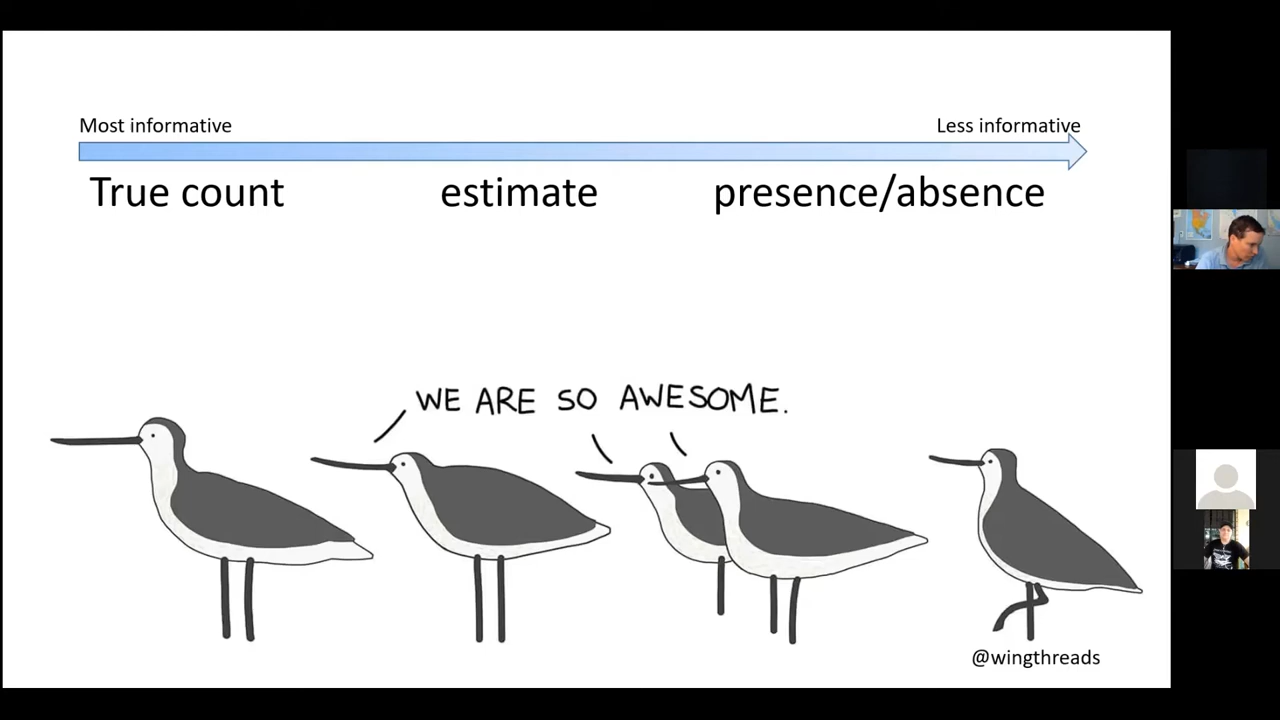 Most informative
Less informative
True count
estimate
presence/absence
WE ARE SO AWESOME.
@wingthreads